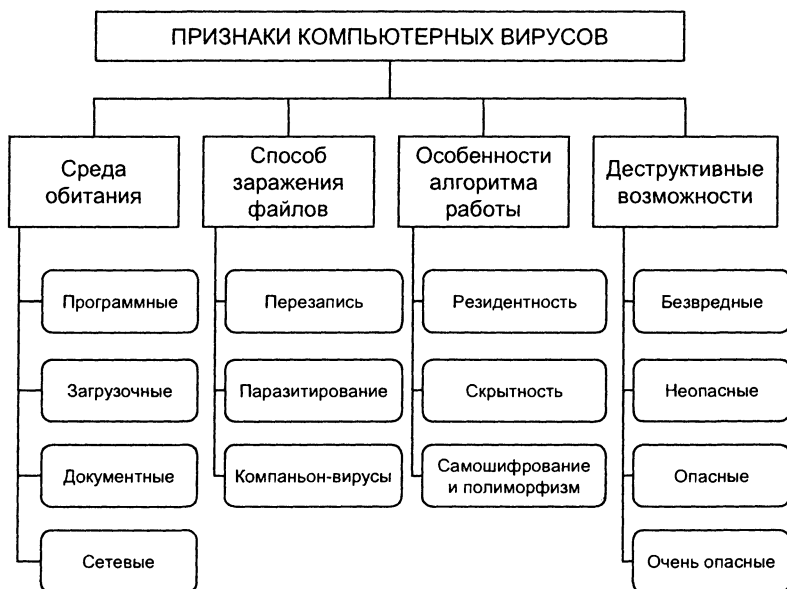 ПРИЗНАКИ КОМПЬЮТЕРНЫХ ВИРУСОВ
Среда
обитания
Способ
заражения
файлов
Особенности
алгоритма
работы
Деструктивные
возможности
Программные
Загрузочные
Документные
Сетевые
Перезапись
Паразитирование
Компаньон-вирусы
Резидентность
Скрытность
Самошифрование
и полиморфизм
Безвредные
Неопасные
Опасные
Очень опасные